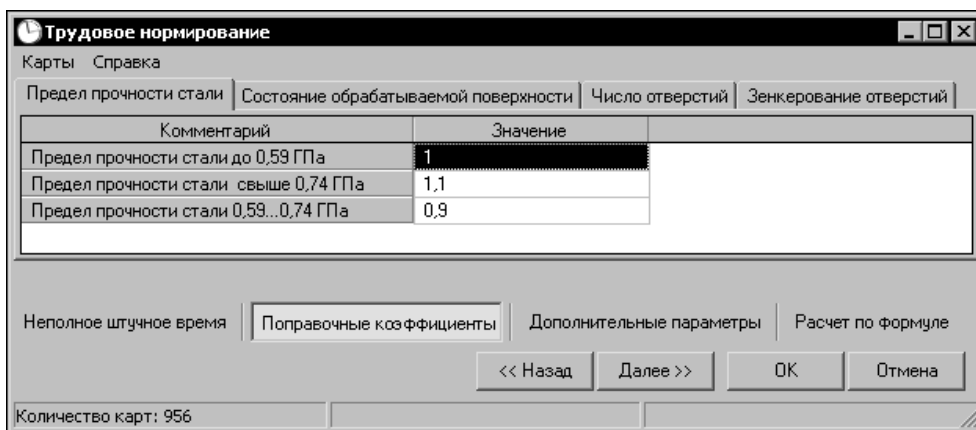 Трудовое нормирование
Карты Справка
Предел прочности стали Состояние обрабатываемой поверхности Число отверстий Зенкерование отверстий
Комментарий Значение
Предел прочности стали до 0,59 ГПа 1
Предел прочности стали свыше 0,74 ГПа 1,1
Предел прочности стали 0,59...0,74 ГПа 0,9
Неполное штучное время Поправочные коэффициенты Дополнительные параметры Расчет по формуле
<< Назад Далее >> OK Отмена
Количество карт: 956